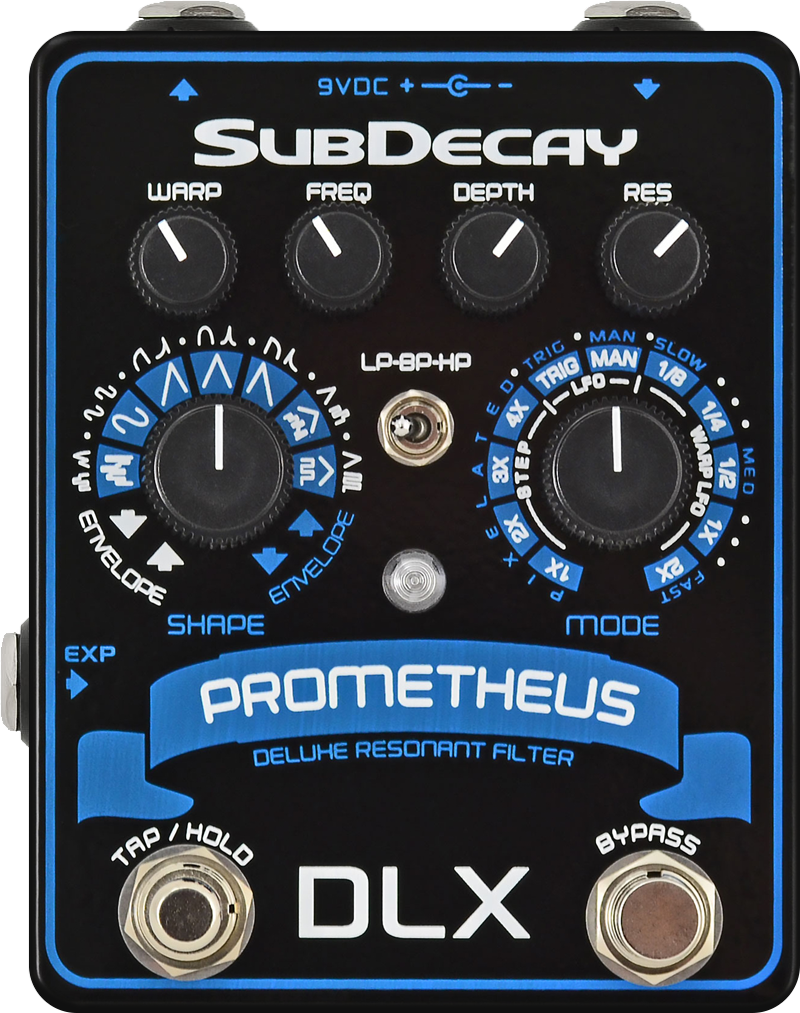 9VDC + -
SUBDECAY
WARP FREQ DEPTH RES
LP-BP-HP
ENVELOPE
ENVELOPE
SHAPE
PIXELATED TRIG MAN SLOW MED FAST
1X 2X 3X 4X TRIG MAN 1/8 1/4 1/2 1X 2X
STEP LFO WARP LFO
MODE
EXP
PROMETHEUS
DELUXE RESONANT FILTER
TAP / HOLD
BYPASS
DLX